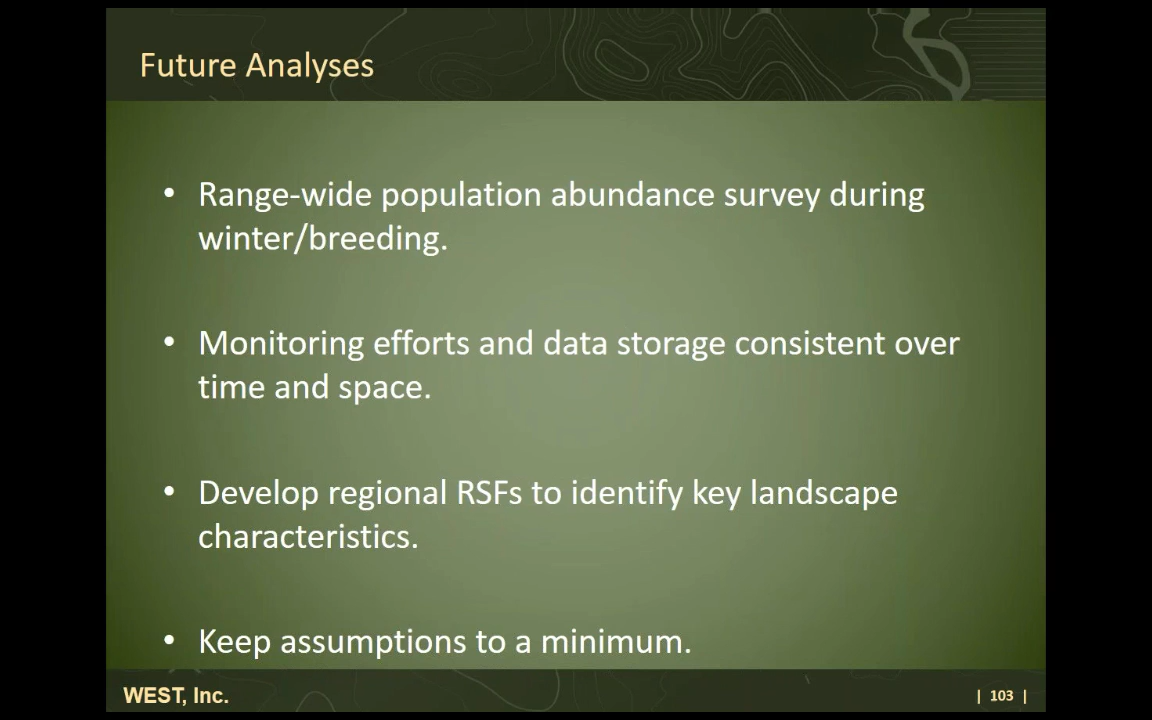 Future Analyses
• Range-wide population abundance survey during
winter/breeding.
• Monitoring efforts and data storage consistent over
time and space.
• Develop regional RSFs to identify key landscape
characteristics.
• Keep assumptions to a minimum.
WEST, Inc.
| 103 |